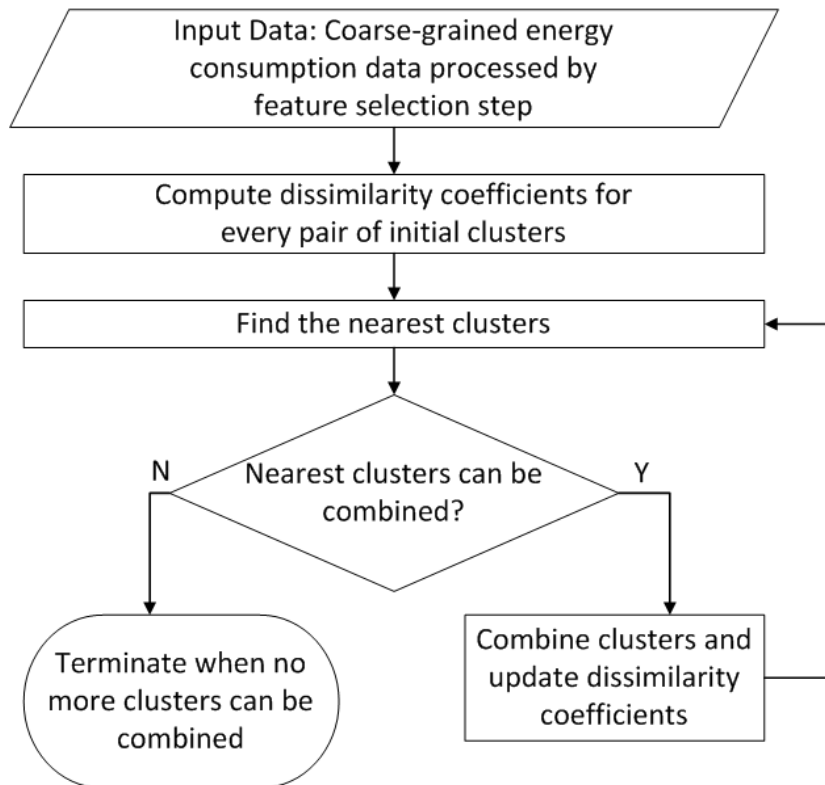 Input Data: Coarse-grained energy
consumption data processed by
feature selection step
Compute dissimilarity coefficients for
every pair of initial clusters
Find the nearest clusters
Nearest clusters can be
combined?
N
Y
Terminate when no
more clusters can be
combined
Combine clusters and
update dissimilarity
coefficients